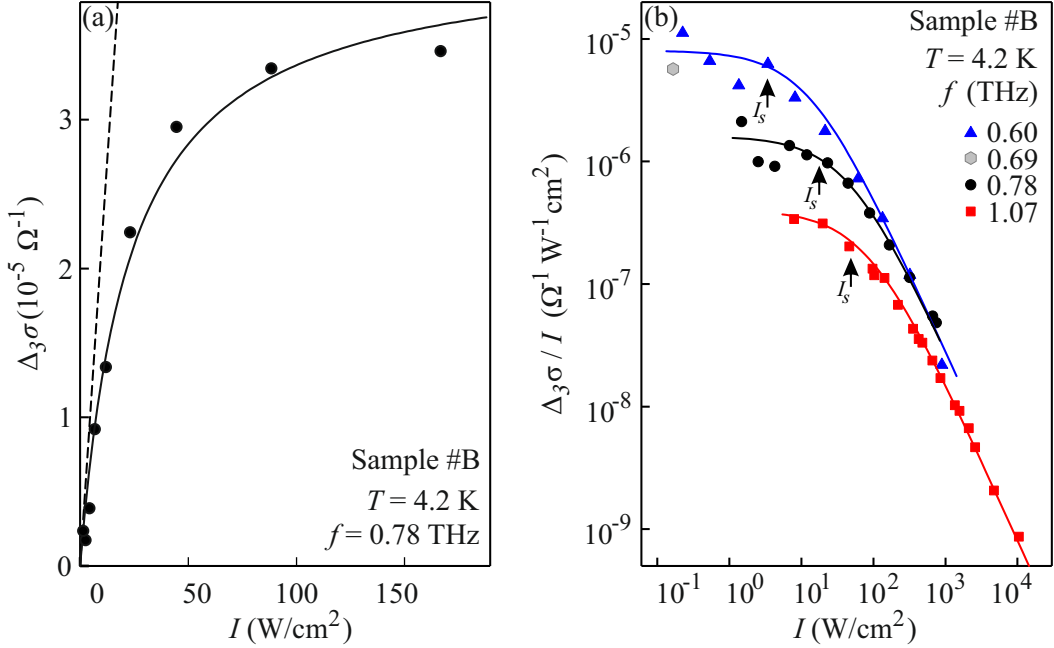 (a)
Δ₃σ (10⁻⁵ Ω⁻¹)
3
2
1
0
Sample #B
T = 4.2 K
f = 0.78 THz
0 50 100 150
I (W/cm²)
(b)
Δ₃σ / I (Ω⁻¹ W⁻¹cm²)
10⁻⁵
10⁻⁶
10⁻⁷
10⁻⁸
10⁻⁹
Sample #B
T = 4.2 K
f (THz)
0.60
0.69
0.78
1.07
Iₛ
Iₛ
Iₛ
10⁻¹ 10⁰ 10¹ 10² 10³ 10⁴
I (W/cm²)